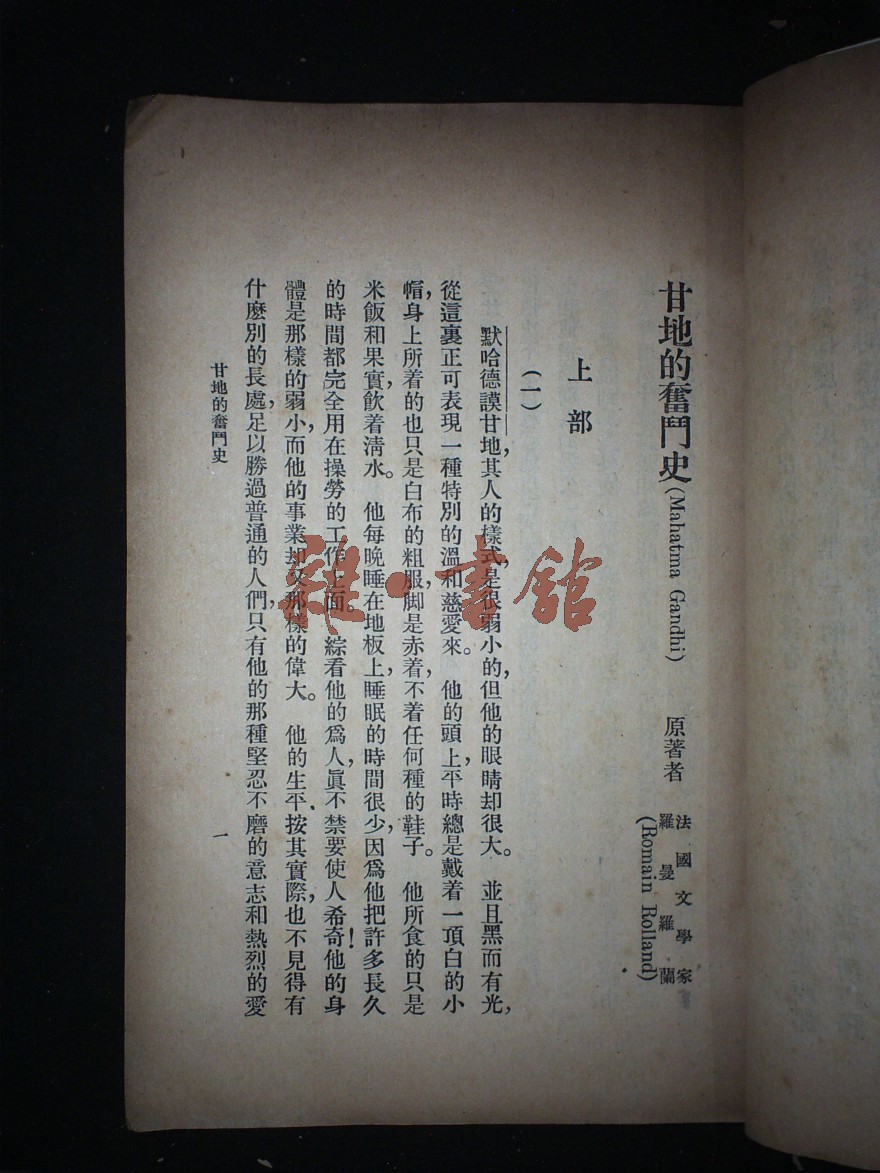 甘地的奮鬥史(Mahatma Gandhi) 原著者 法國文學家
羅曼羅蘭
(Romain Rolland)
上部
(一)
默哈德謨甘地,其人的樣式,是很弱小的,但他的眼睛却很大。並且黑而有光,
從這裏正可表現一種特別的溫和慈愛來。他的頭上,平時總是戴着一頂白的小
帽,身上所着的也只是白布的粗服,脚是赤着,不着任何種的鞋子。他所食的只是
米飯和果實,飲着清水。他每晚睡在地板上,睡眠的時間很少,因爲他把許多長久
的時間都完全用在操勞的工作上面。綜看他的爲人,眞不禁要使人希奇!他的身
體是那樣的弱小,而他的事業却又那樣的偉大。他的生平.按其實際,也不見得有
什麼別的長處,足以勝過普通的人們,只有他的那種堅忍不磨的意志和熱烈的愛
甘地的奮鬥史
一
雜·書館